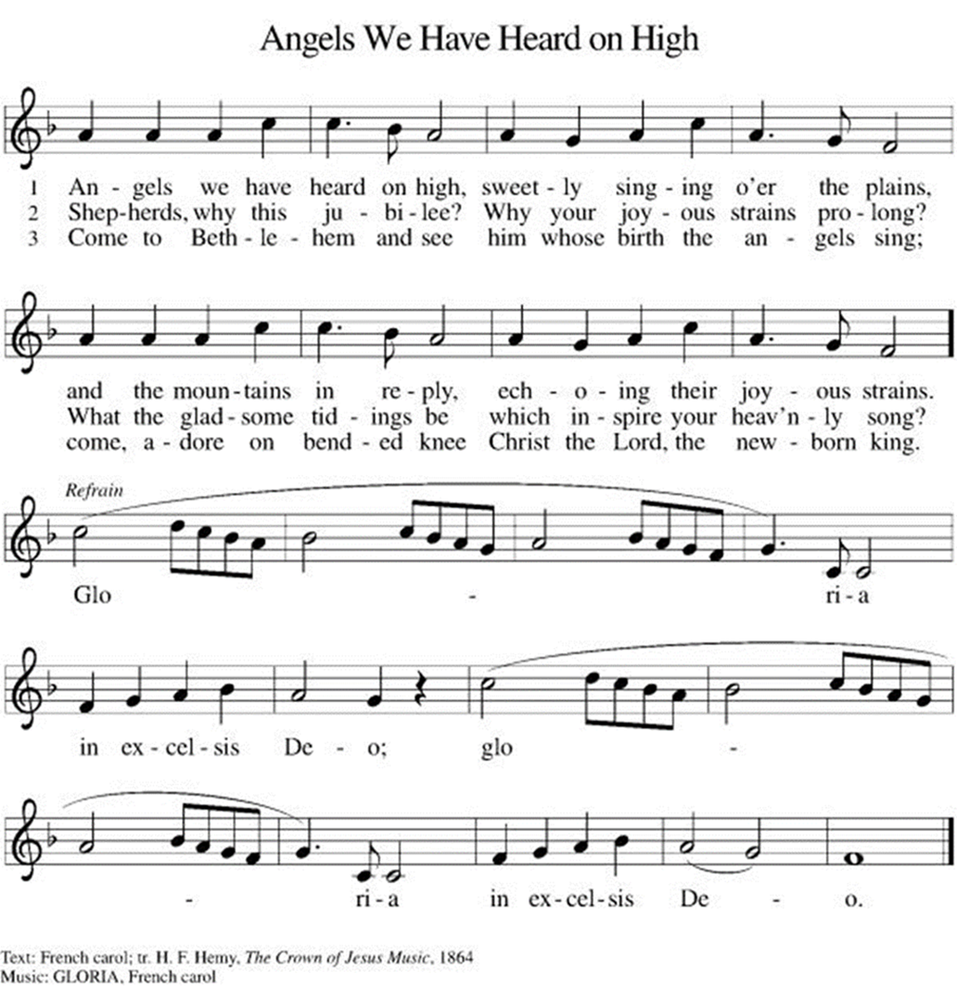 Angels We Have Heard on High
1 An - gels we have heard on high, sweet - ly sing - ing o'er the plains,
2 Shep-herds, why this ju - bi - lee? Why your joy - ous strains pro - long?
3 Come to Beth - le - hem and see him whose birth the an - gels sing;
and the moun - tains in re - ply, ech - o - ing their joy - ous strains.
What the glad - some tid - ings be which in - spire your heav'n - ly song?
come, a - dore on bend - ed knee Christ the Lord, the new - born king.
Refrain
Glo - ri - a
in ex - cel - sis De - o; glo -
- ri - a in ex - cel - sis De - o.
Text: French carol; tr. H. F. Hemy, The Crown of Jesus Music, 1864
Music: GLORIA, French carol